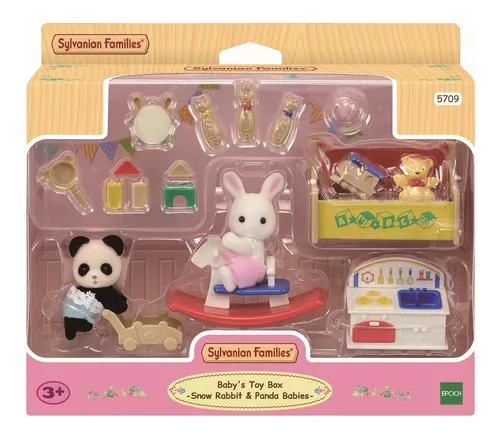 Sylvanian Families®
Sylvanian Families®
5709
Sylvanian Families®
Baby's Toy Box
-Snow Rabbit & Panda Babies-
3+
EPOCH